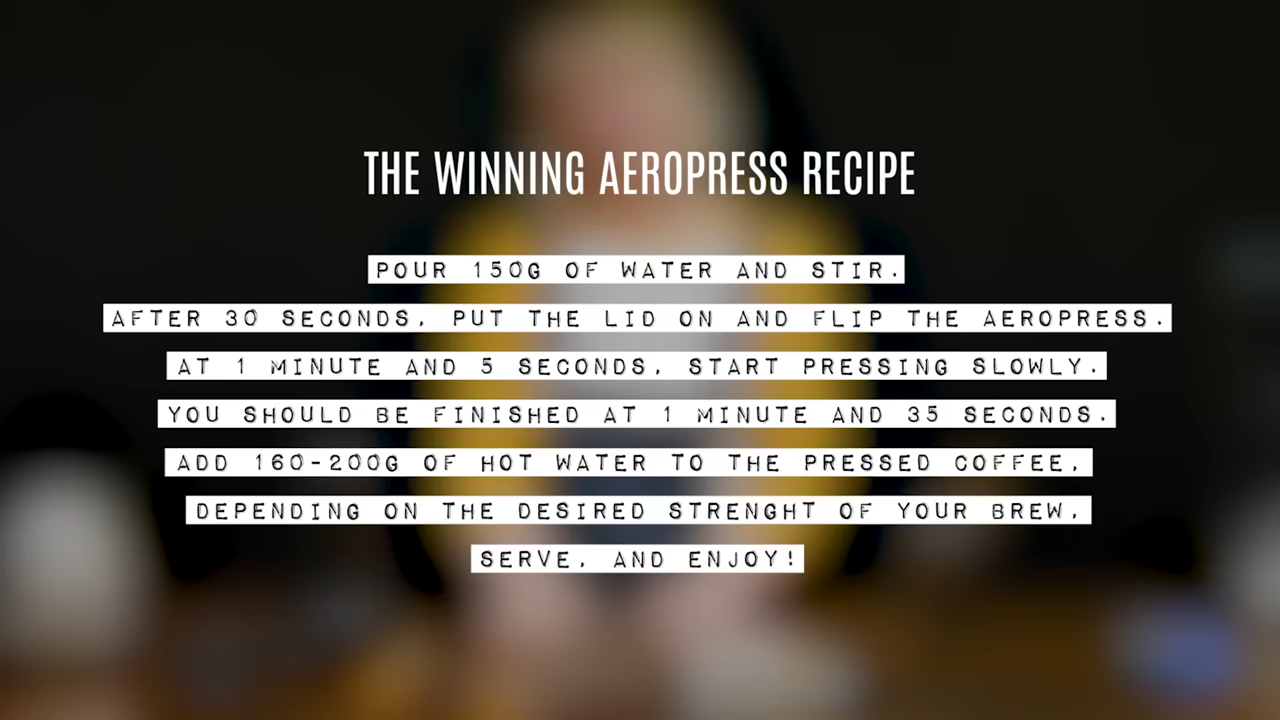 THE WINNING AEROPRESS RECIPE
POUR 150G OF WATER AND STIR.
AFTER 30 SECONDS, PUT THE LID ON AND FLIP THE AEROPRESS.
AT 1 MINUTE AND 5 SECONDS, START PRESSING SLOWLY.
YOU SHOULD BE FINISHED AT 1 MINUTE AND 35 SECONDS.
ADD 160-200G OF HOT WATER TO THE PRESSED COFFEE,
DEPENDING ON THE DESIRED STRENGHT OF YOUR BREW,
SERVE, AND ENJOY!